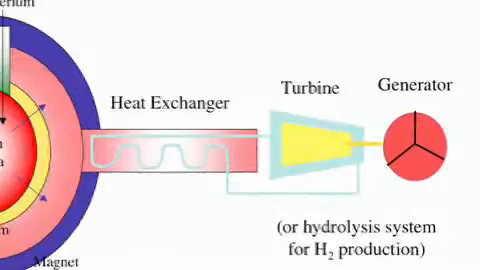 Turbine
Generator
Heat Exchanger
(or hydrolysis system
for H₂ production)
Magnet